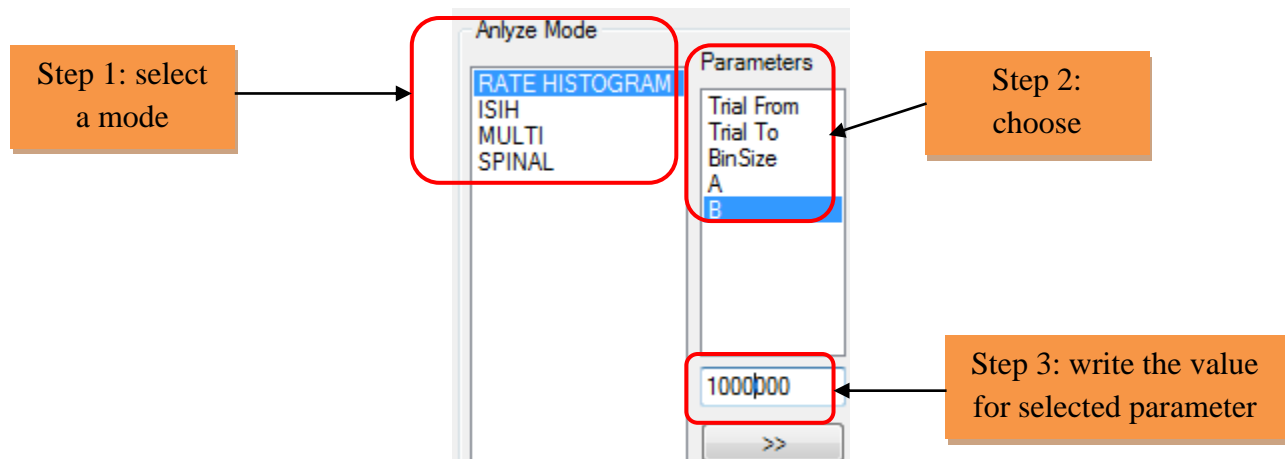 Step 1: select
a mode
Anlyze Mode
RATE HISTOGRAM
ISIH
MULTI
SPINAL
Parameters
Trial From
Trial To
BinSize
A
B
1000000
>>
Step 2:
choose
Step 3: write the value
for selected parameter